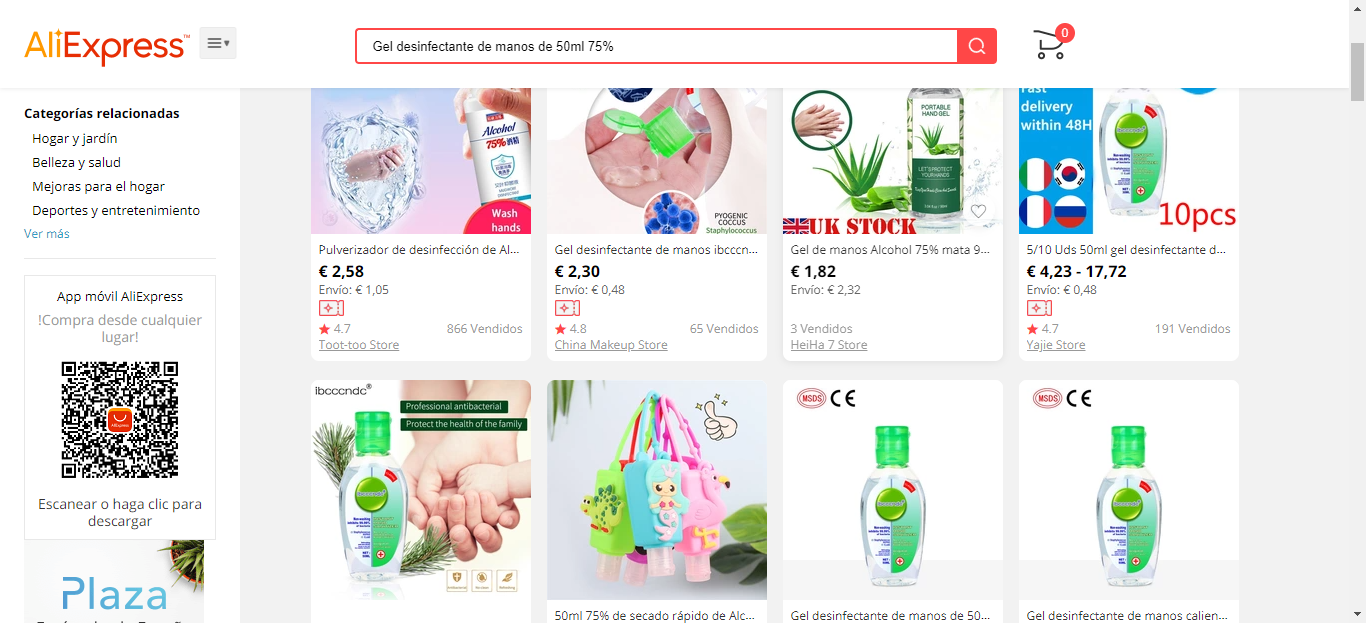 AliExpress™
Gel desinfectante de manos de 50ml 75%
0
Categorías relacionadas
Hogar y jardín
Belleza y salud
Mejoras para el hogar
Deportes y entretenimiento
Ver más
App móvil AliExpress
!Compra desde cualquier
lugar!
AliExpress
Escanear o haga clic para
descargar
Plaza
Alcohol
75%酒精
Wash
hands
Pulverizador de desinfección de Al...
€ 2,58
Envío: € 1,05
4.7
866 Vendidos
Toot-too Store
PYOGENIC
COCCUS
Staphylococcus
Gel desinfectante de manos ibcccn...
€ 2,30
Envío: € 0,48
4.8
65 Vendidos
China Makeup Store
PORTABLE
HAND GEL
LET'S PROTECT
YOUR HANDS
UK STOCK
Gel de manos Alcohol 75% mata 9...
€ 1,82
Envío: € 2,32
3 Vendidos
HeiHa 7 Store
Fast
delivery
within 48H
ibcccndc
10pcs
5/10 Uds 50ml gel desinfectante d...
€ 4,23 - 17,72
Envío: € 0,48
4.7
191 Vendidos
Yajie Store
ibcccndc®
Professional antibacterial
Protect the health of the family
ibcccndc
50ml 75% de secado rápido de Alc...
MSDS CE
ibcccndc
Gel desinfectante de manos de 50...
MSDS CE
ibcccndc
Gel desinfectante de manos calien...